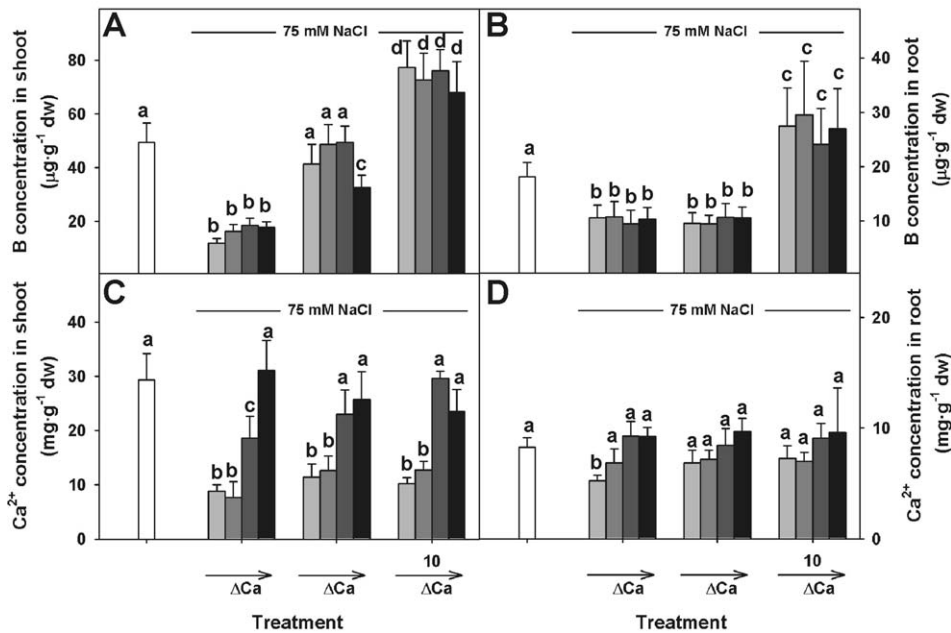 A
75 mM NaCl
B concentration in shoot
(µg·g⁻¹ dw)
80
60
40
20
a
b b b b
a a a c
d d d d
B
75 mM NaCl
B concentration in root
(µg·g⁻¹ dw)
40
30
20
10
a
b b b b
b b b b
c c c c
C
75 mM NaCl
Ca²⁺ concentration in shoot
(mg·g⁻¹ dw)
40
30
20
10
0
a
b b c a
b b a a
b b a a
D
75 mM NaCl
Ca²⁺ concentration in root
(mg·g⁻¹ dw)
20
10
0
a
b a a a
a a a a
a a a a
10
ΔCa ΔCa ΔCa
Treatment
10
ΔCa ΔCa ΔCa
Treatment